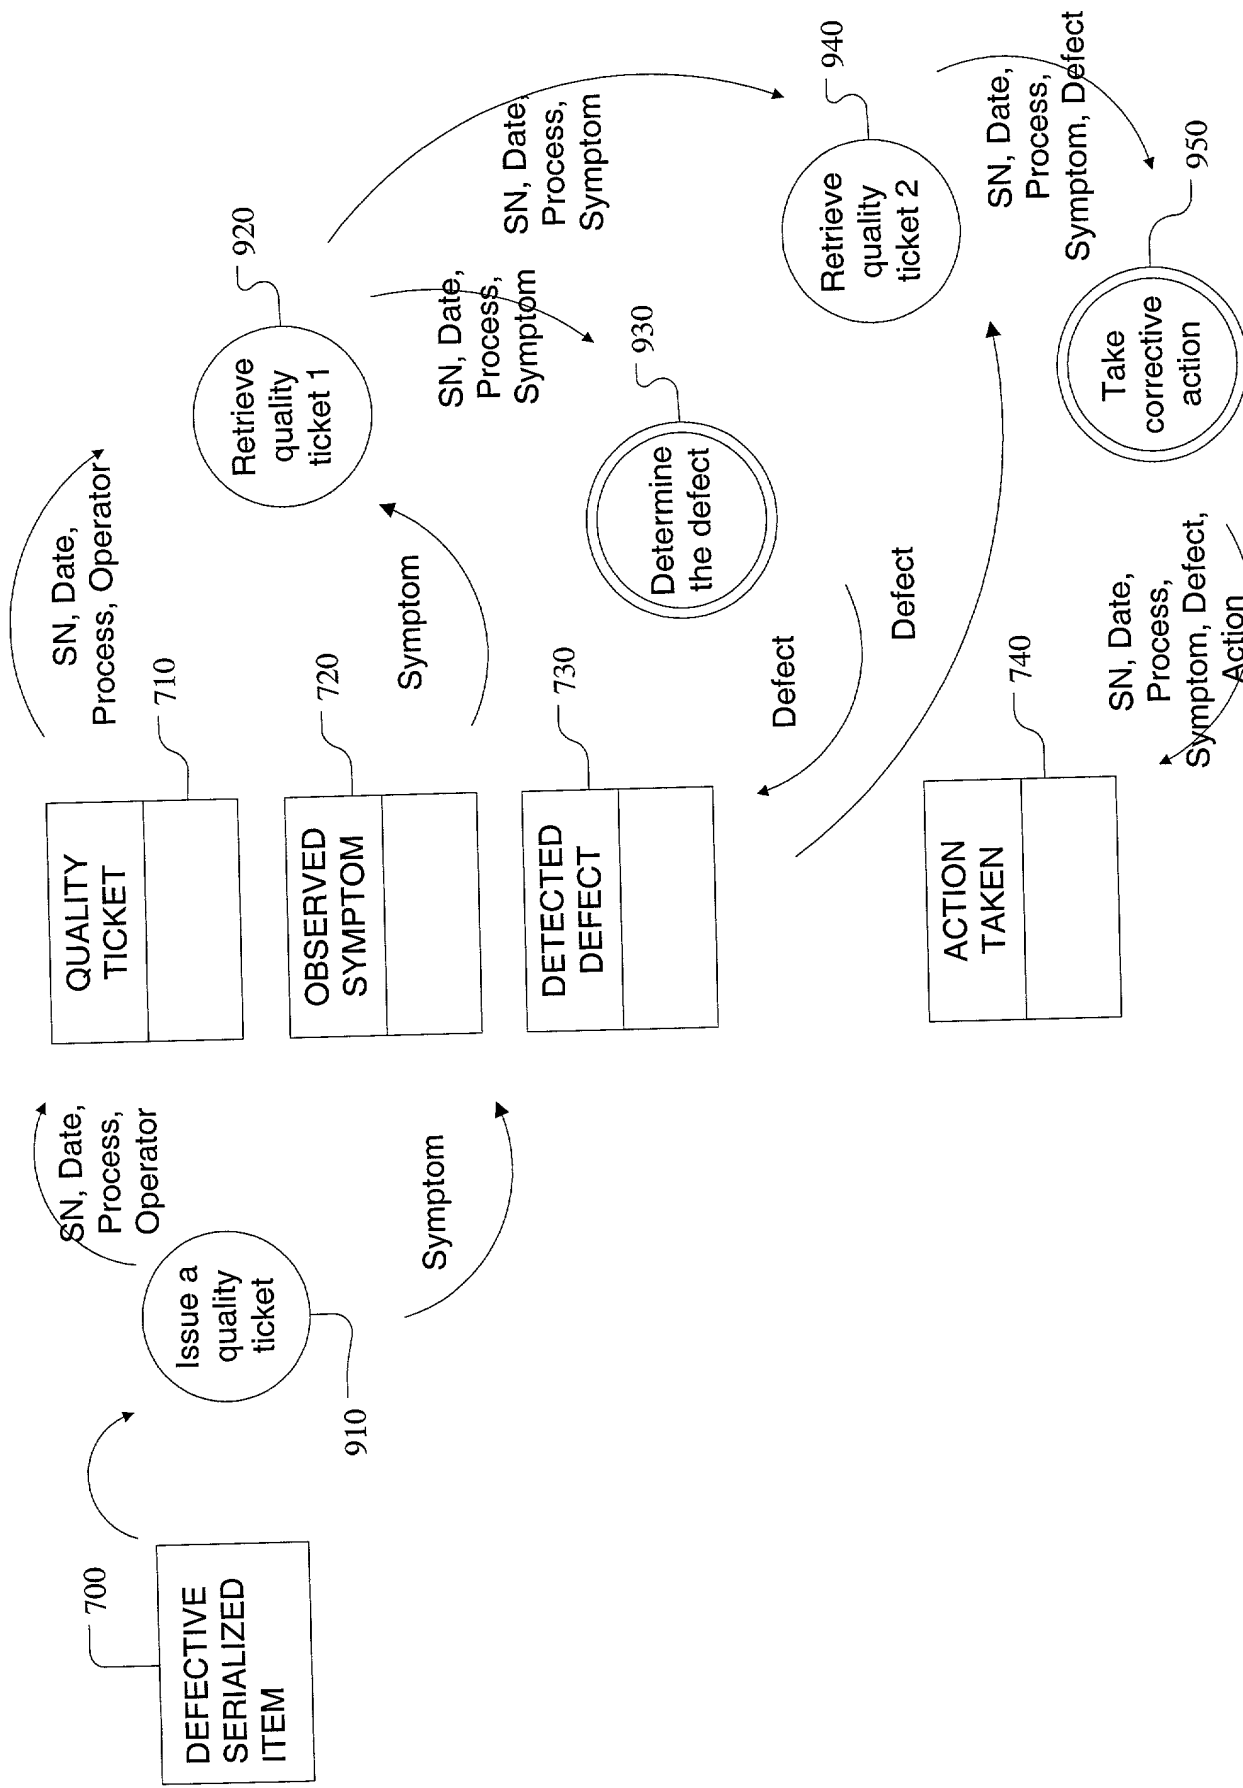 700
DEFECTIVE
SERIALIZED
ITEM
910
Issue a
quality
ticket
SN, Date,
Process,
Operator
Symptom
QUALITY
TICKET
710
OBSERVED
SYMPTOM
720
DETECTED
DEFECT
730
ACTION
TAKEN
740
SN, Date,
Process, Operator
Symptom
Retrieve
quality
ticket 1
920
SN, Date,
Process,
Symptom
SN, Date,
Process,
Symptom
Determine
the defect
930
Defect
Defect
Retrieve
quality
ticket 2
940
SN, Date,
Process,
Symptom, Defect
Take
corrective
action
950
SN, Date,
Process,
Symptom, Defect,
Action